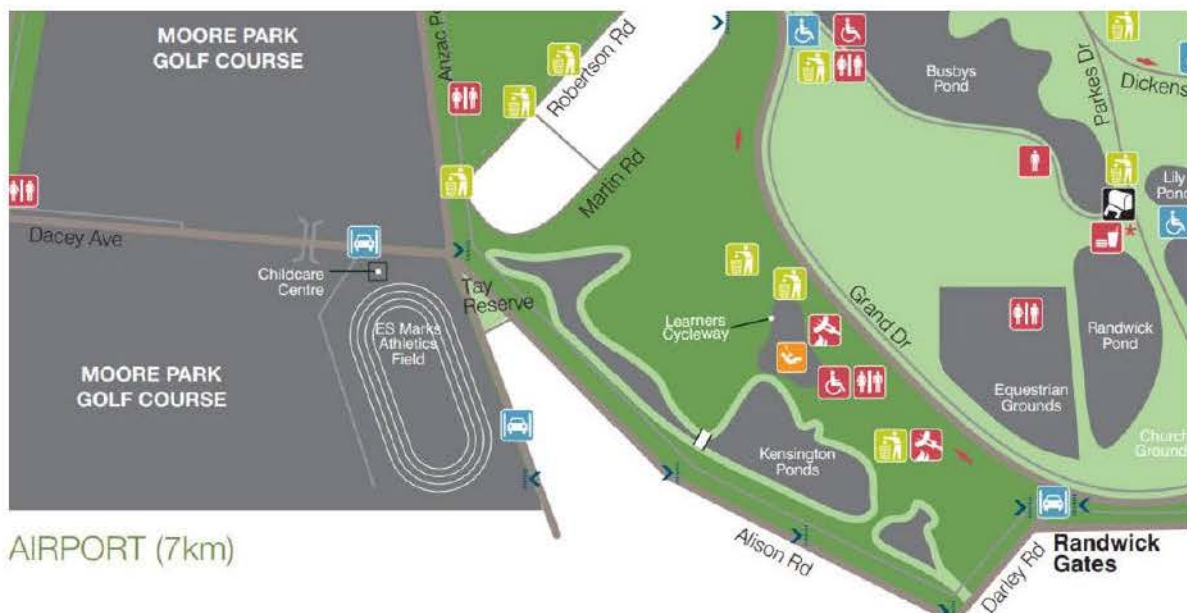 MOORE PARK
GOLF COURSE
Anzac
Robertson Rd
Martin Rd
Busbys
Pond
Parkes Dr
Dickens
Lily
Pond
Dacey Ave
Childcare
Centre
Tay
Reserve
ES Marks
Athletics
Field
Learners
Cycleway
Grand Dr
Randwick
Pond
MOORE PARK
GOLF COURSE
Equestrian
Grounds
Church
Ground
Kensington
Ponds
AIRPORT (7km)
Alison Rd
Darley Rd
Randwick
Gates